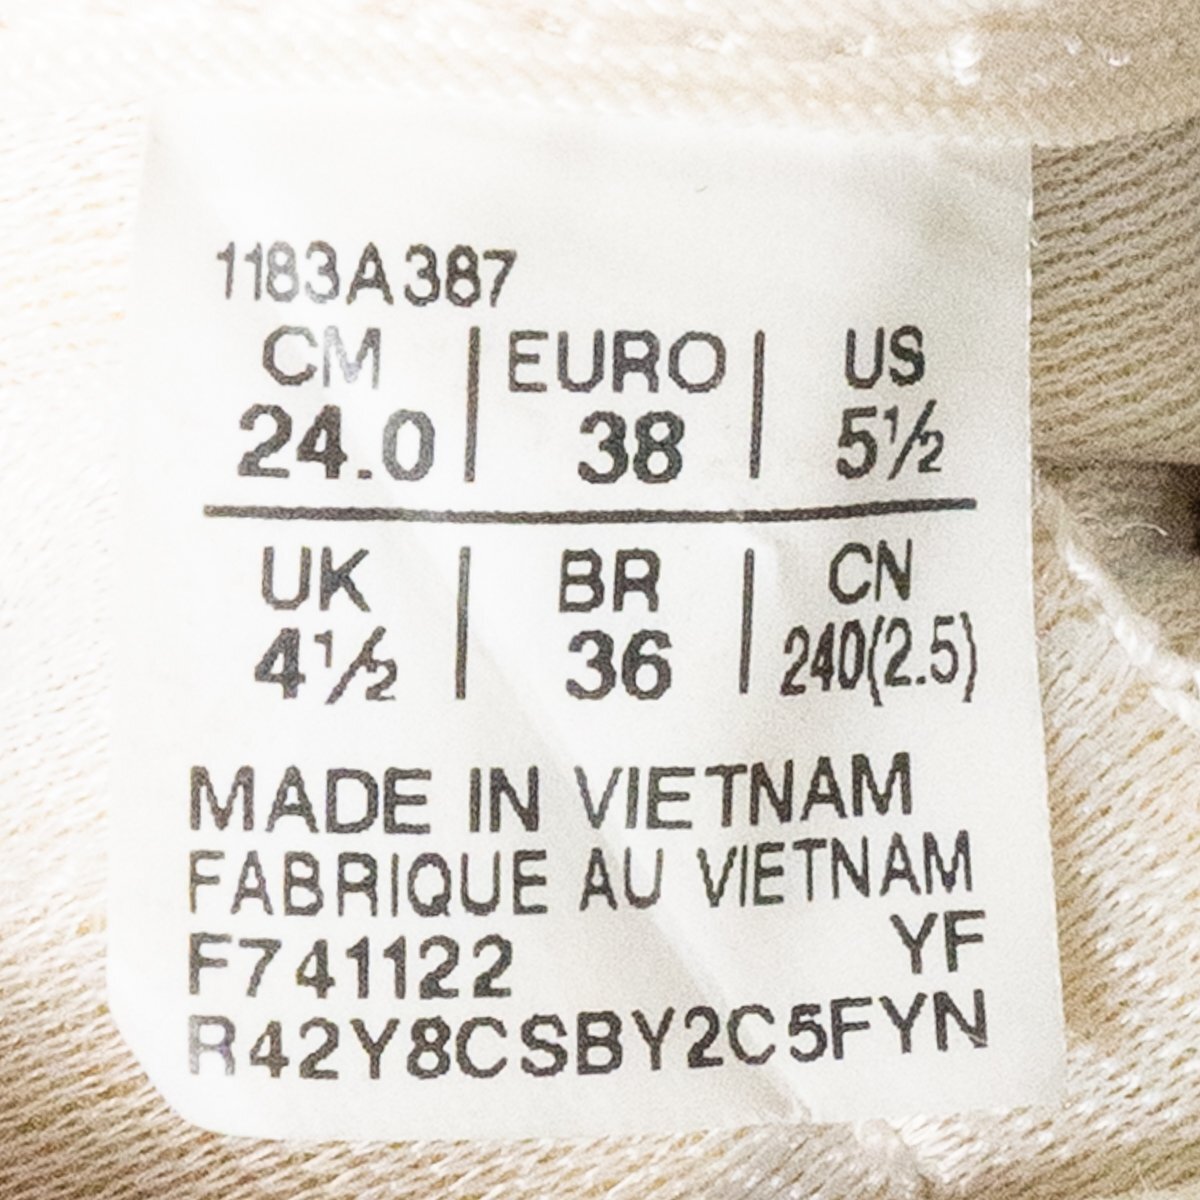 1183A387
CM | EURO | US
24.0 | 38 | 5½
UK | BR | CN
4½ | 36 | 240(2.5)
MADE IN VIETNAM
FABRIQUE AU VIETNAM
F741122 YF
R42Y8CSBY2C5FYN